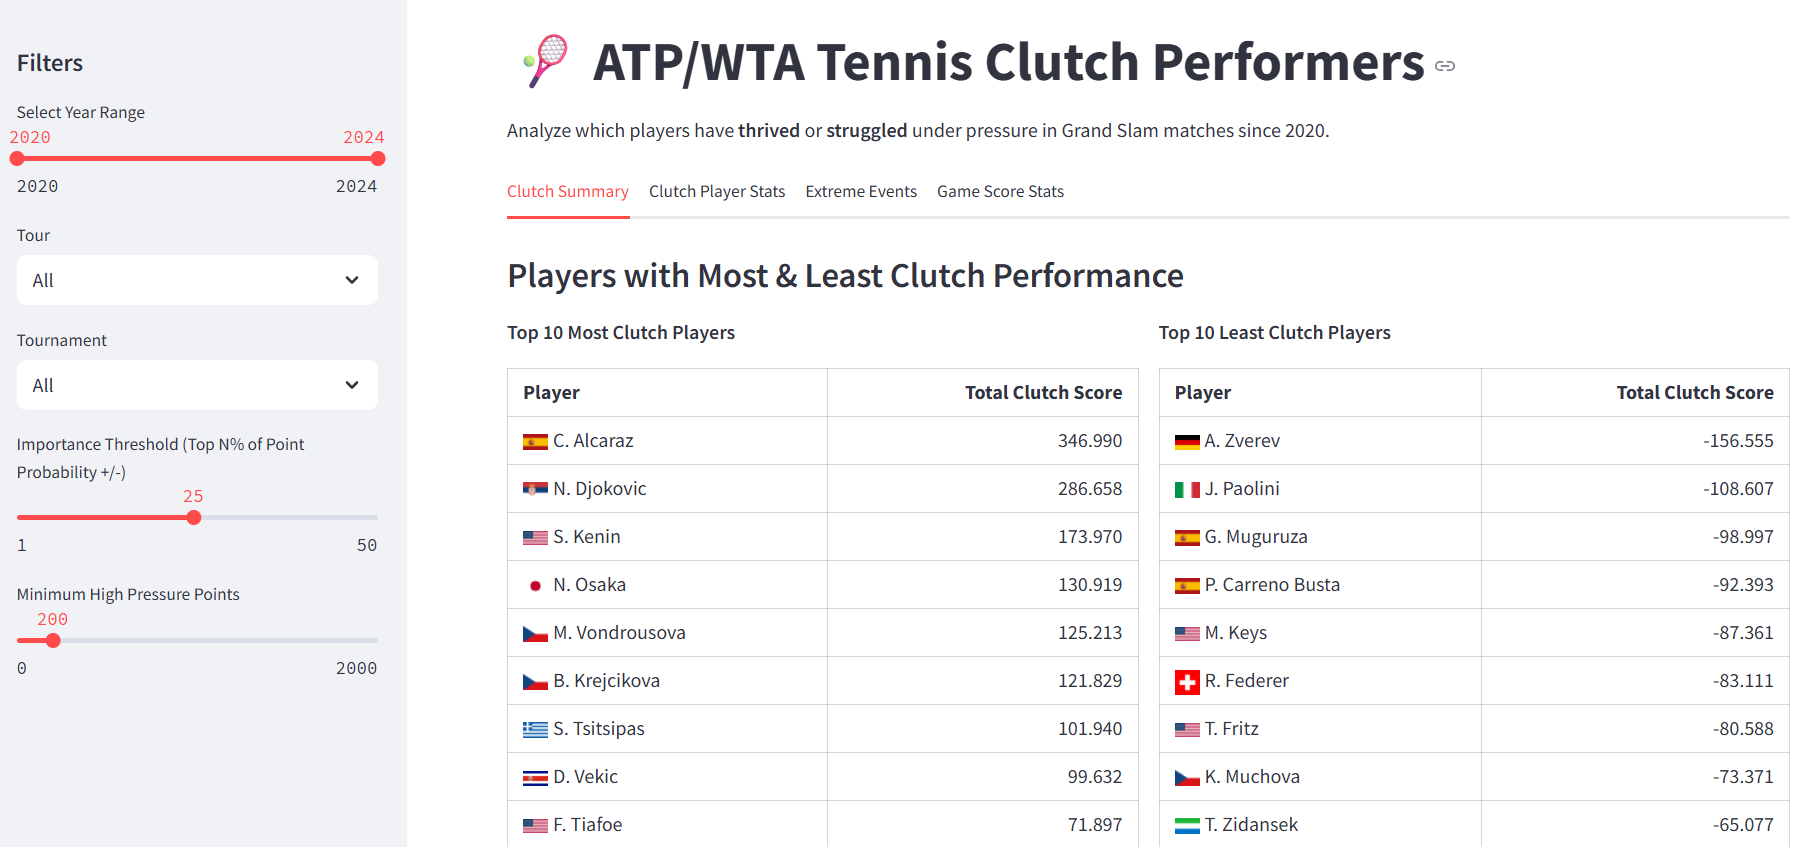 Filters
Select Year Range
2020 2024
2020 2024
Tour
All
Tournament
All
Importance Threshold (Top N% of Point
Probability +/-)
25
1 50
Minimum High Pressure Points
200
0 2000
ATP/WTA Tennis Clutch Performers
Analyze which players have thrived or struggled under pressure in Grand Slam matches since 2020.
Clutch Summary Clutch Player Stats Extreme Events Game Score Stats
Players with Most & Least Clutch Performance
Top 10 Most Clutch Players
Player Total Clutch Score
C. Alcaraz 346.990
N. Djokovic 286.658
S. Kenin 173.970
N. Osaka 130.919
M. Vondrousova 125.213
B. Krejcikova 121.829
S. Tsitsipas 101.940
D. Vekic 99.632
F. Tiafoe 71.897
Top 10 Least Clutch Players
Player Total Clutch Score
A. Zverev -156.555
J. Paolini -108.607
G. Muguruza -98.997
P. Carreno Busta -92.393
M. Keys -87.361
R. Federer -83.111
T. Fritz -80.588
K. Muchova -73.371
T. Zidansek -65.077